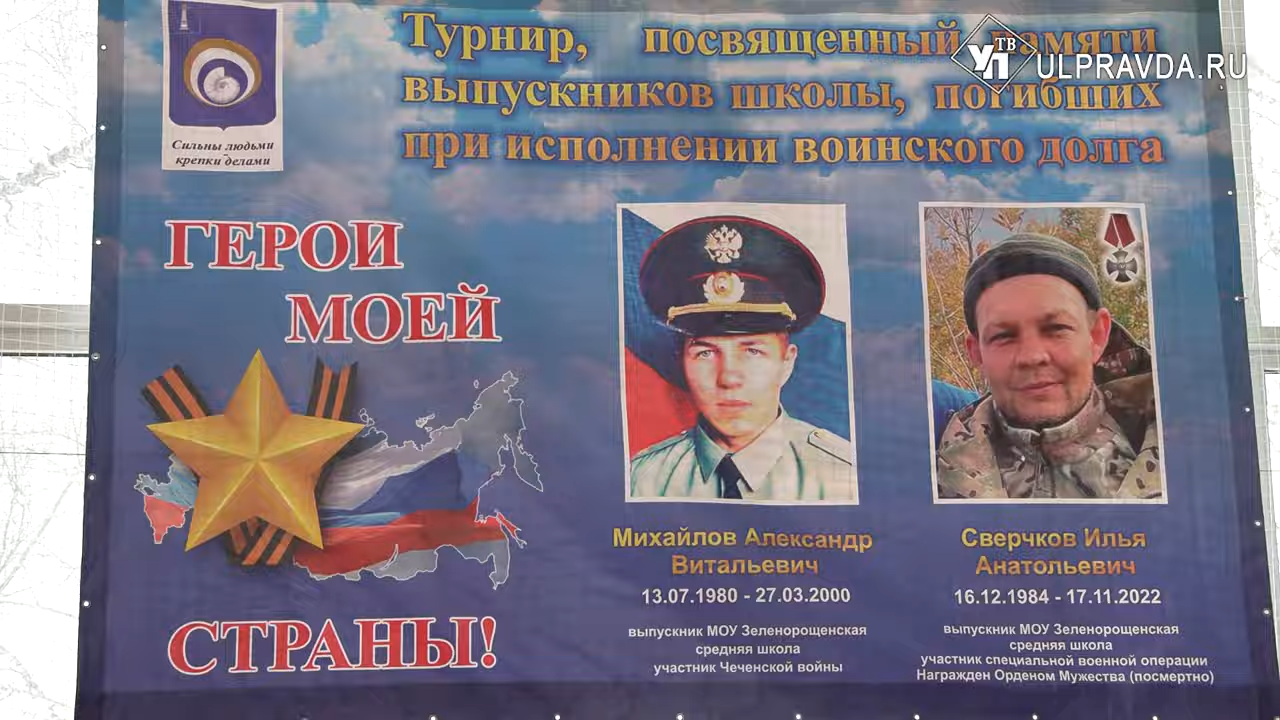 Турнир, посвященный памяти
выпускников школы, погибших
при исполнении воинского долга
УП ТВ
ULPRAVDA.RU
Сильны людьми
крепки делами
ГЕРОИ
МОЕЙ
СТРАНЫ!
Михайлов Александр
Витальевич
13.07.1980 - 27.03.2000
выпускник МОУ Зеленорощенская
средняя школа
участник Чеченской войны
Сверчков Илья
Анатольевич
16.12.1984 - 17.11.2022
выпускник МОУ Зеленорощенская
средняя школа
участник специальной военной операции
Награжден Орденом Мужества (посмертно)